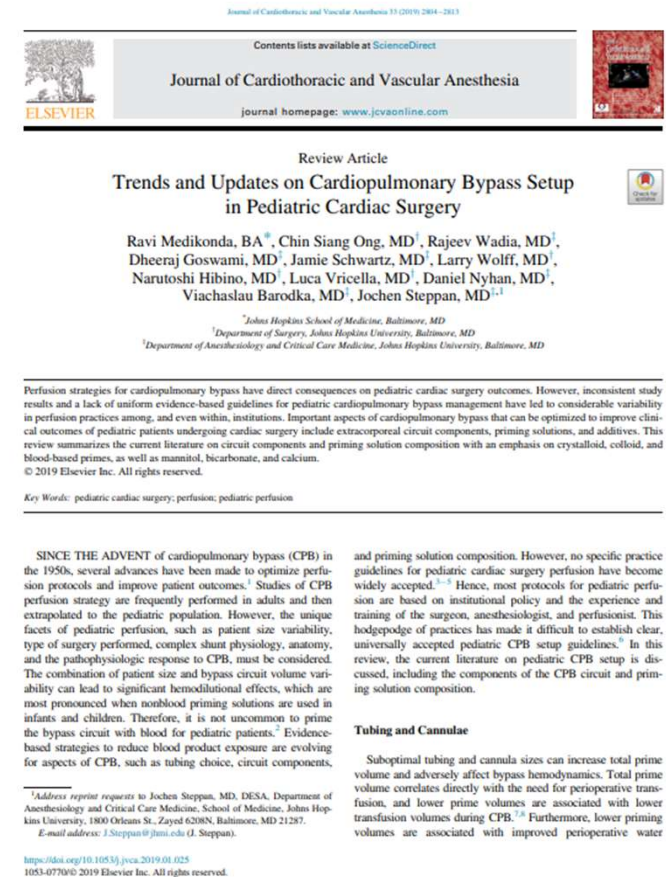 Journal of Cardiothoracic and Vascular Anesthesia 33 (2019) 2804–2813
Contents lists available at ScienceDirect
Journal of Cardiothoracic and Vascular Anesthesia
journal homepage: www.jcvaonline.com
ELSEVIER
Review Article
Trends and Updates on Cardiopulmonary Bypass Setup
in Pediatric Cardiac Surgery
Check for
updates
Ravi Medikonda, BA*, Chin Siang Ong, MD†, Rajeev Wadia, MD‡,
Dheeraj Goswami, MD‡, Jamie Schwartz, MD‡, Larry Wolff, MD†,
Narutoshi Hibino, MD†, Luca Vricella, MD†, Daniel Nyhan, MD‡,
Viachaslau Barodka, MD‡, Jochen Steppan, MD‡,1
*Johns Hopkins School of Medicine, Baltimore, MD
†Department of Surgery, Johns Hopkins University, Baltimore, MD
‡Department of Anesthesiology and Critical Care Medicine, Johns Hopkins University, Baltimore, MD
Perfusion strategies for cardiopulmonary bypass have direct consequences on pediatric cardiac surgery outcomes. However, inconsistent study
results and a lack of uniform evidence-based guidelines for pediatric cardiopulmonary bypass management have led to considerable variability
in perfusion practices among, and even within, institutions. Important aspects of cardiopulmonary bypass that can be optimized to improve clini-
cal outcomes of pediatric patients undergoing cardiac surgery include extracorporeal circuit components, priming solutions, and additives. This
review summarizes the current literature on circuit components and priming solution composition with an emphasis on crystalloid, colloid, and
blood-based primes, as well as mannitol, bicarbonate, and calcium.
© 2019 Elsevier Inc. All rights reserved.
Key Words: pediatric cardiac surgery; perfusion; pediatric perfusion
SINCE THE ADVENT of cardiopulmonary bypass (CPB) in
the 1950s, several advances have been made to optimize perfu-
sion protocols and improve patient outcomes.1 Studies of CPB
perfusion strategy are frequently performed in adults and then
extrapolated to the pediatric population. However, the unique
facets of pediatric perfusion, such as patient size variability,
type of surgery performed, complex shunt physiology, anatomy,
and the pathophysiologic response to CPB, must be considered.
The combination of patient size and bypass circuit volume vari-
ability can lead to significant hemodilutional effects, which are
most pronounced when nonblood priming solutions are used in
infants and children. Therefore, it is not uncommon to prime
the bypass circuit with blood for pediatric patients.2 Evidence-
based strategies to reduce blood product exposure are evolving
for aspects of CPB, such as tubing choice, circuit components,
1Address reprint requests to Jochen Steppan, MD, DESA, Department of
Anesthesiology and Critical Care Medicine, School of Medicine, Johns Hop-
kins University, 1800 Orleans St., Zayed 6208N, Baltimore, MD 21287.
E-mail address: J.Steppan@jhmi.edu (J. Steppan).
and priming solution composition. However, no specific practice
guidelines for pediatric cardiac surgery perfusion have become
widely accepted.3–5 Hence, most protocols for pediatric perfu-
sion are based on institutional policy and the experience and
training of the surgeon, anesthesiologist, and perfusionist. This
hodgepodge of practices has made it difficult to establish clear,
universally accepted pediatric CPB setup guidelines.6 In this
review, the current literature on pediatric CPB setup is dis-
cussed, including the components of the CPB circuit and prim-
ing solution composition.
Tubing and Cannulae
Suboptimal tubing and cannula sizes can increase total prime
volume and adversely affect bypass hemodynamics. Total prime
volume correlates directly with the need for perioperative trans-
fusion, and lower prime volumes are associated with lower
transfusion volumes during CPB.7,8 Furthermore, lower priming
volumes are associated with improved perioperative water
https://doi.org/10.1053/j.jvca.2019.01.025
1053-0770/© 2019 Elsevier Inc. All rights reserved.